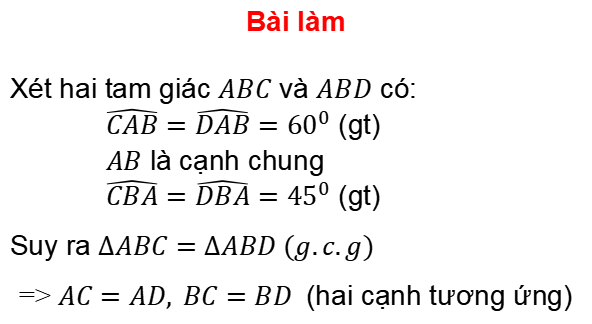 Bài làm
Xét hai tam giác ABC và ABD có:
$\widehat{CAB} = \widehat{DAB} = 60^0$ (gt)
AB là cạnh chung
$\widehat{CBA} = \widehat{DBA} = 45^0$ (gt)
Suy ra ∆ABC = ∆ABD (g.c.g)
=> AC = AD, BC = BD (hai cạnh tương ứng)